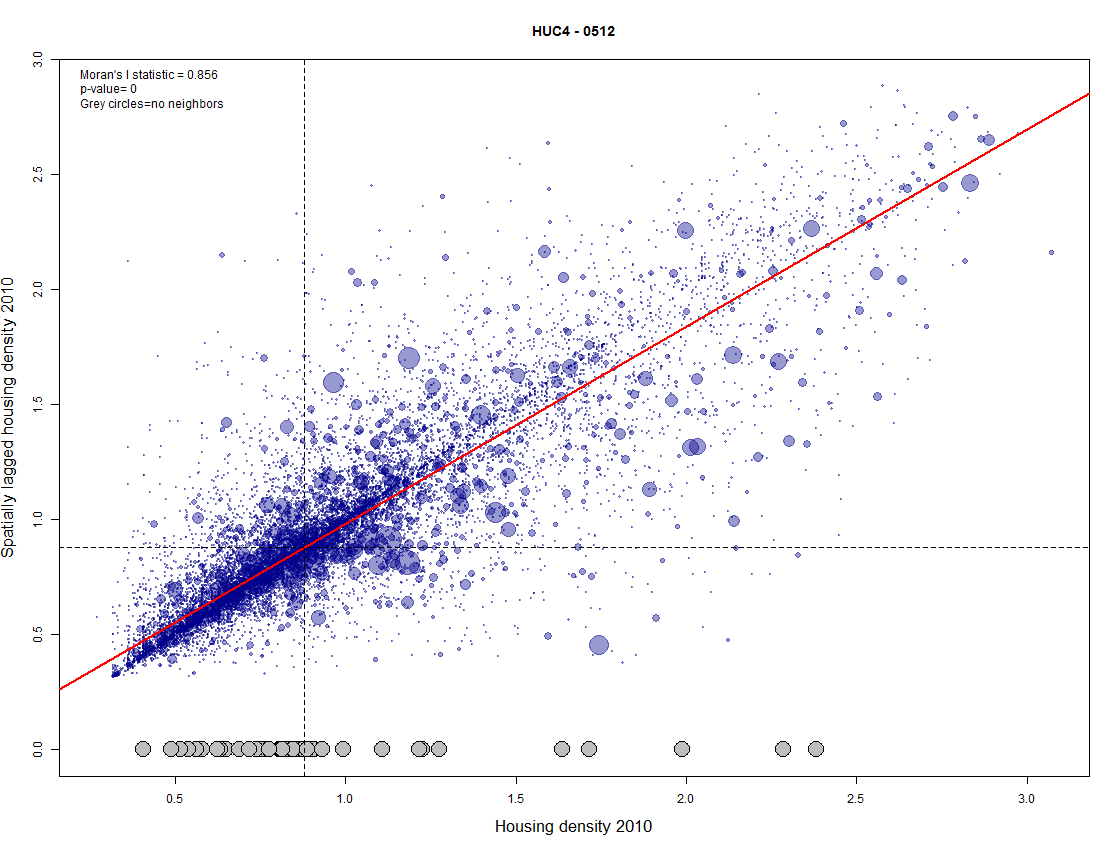 HUC4 - 0512
Moran's I statistic = 0.856
p-value= 0
Grey circles=no neighbors
Spatially lagged housing density 2010
3.0
2.5
2.0
1.5
1.0
0.5
0.0
0.5 1.0 1.5 2.0 2.5 3.0
Housing density 2010